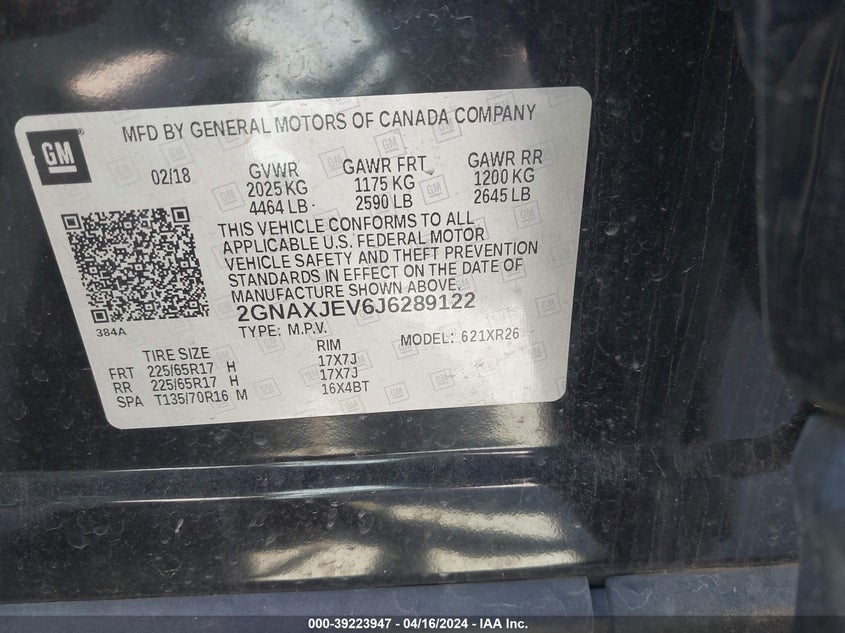 MFD BY GENERAL MOTORS OF CANADA COMPANY
GM
02/18 GVWR GAWR FRT GAWR RR
2025 KG 1175 KG 1200 KG
4464 LB 2590 LB 2645 LB
THIS VEHICLE CONFORMS TO ALL
APPLICABLE U.S. FEDERAL MOTOR
VEHICLE SAFETY AND THEFT PREVENTION
STANDARDS IN EFFECT ON THE DATE OF
MANUFACTURE SHOWN ABOVE.
2GNAXJEV6J6289122
384A
TYPE: M.P.V. MODEL: 621XR26
TIRE SIZE RIM
FRT 225/65R17 H 17X7J
RR 225/65R17 H 17X7J
SPA T135/70R16 M 16X4BT
000-39223947 - 04/16/2024 - IAA Inc.